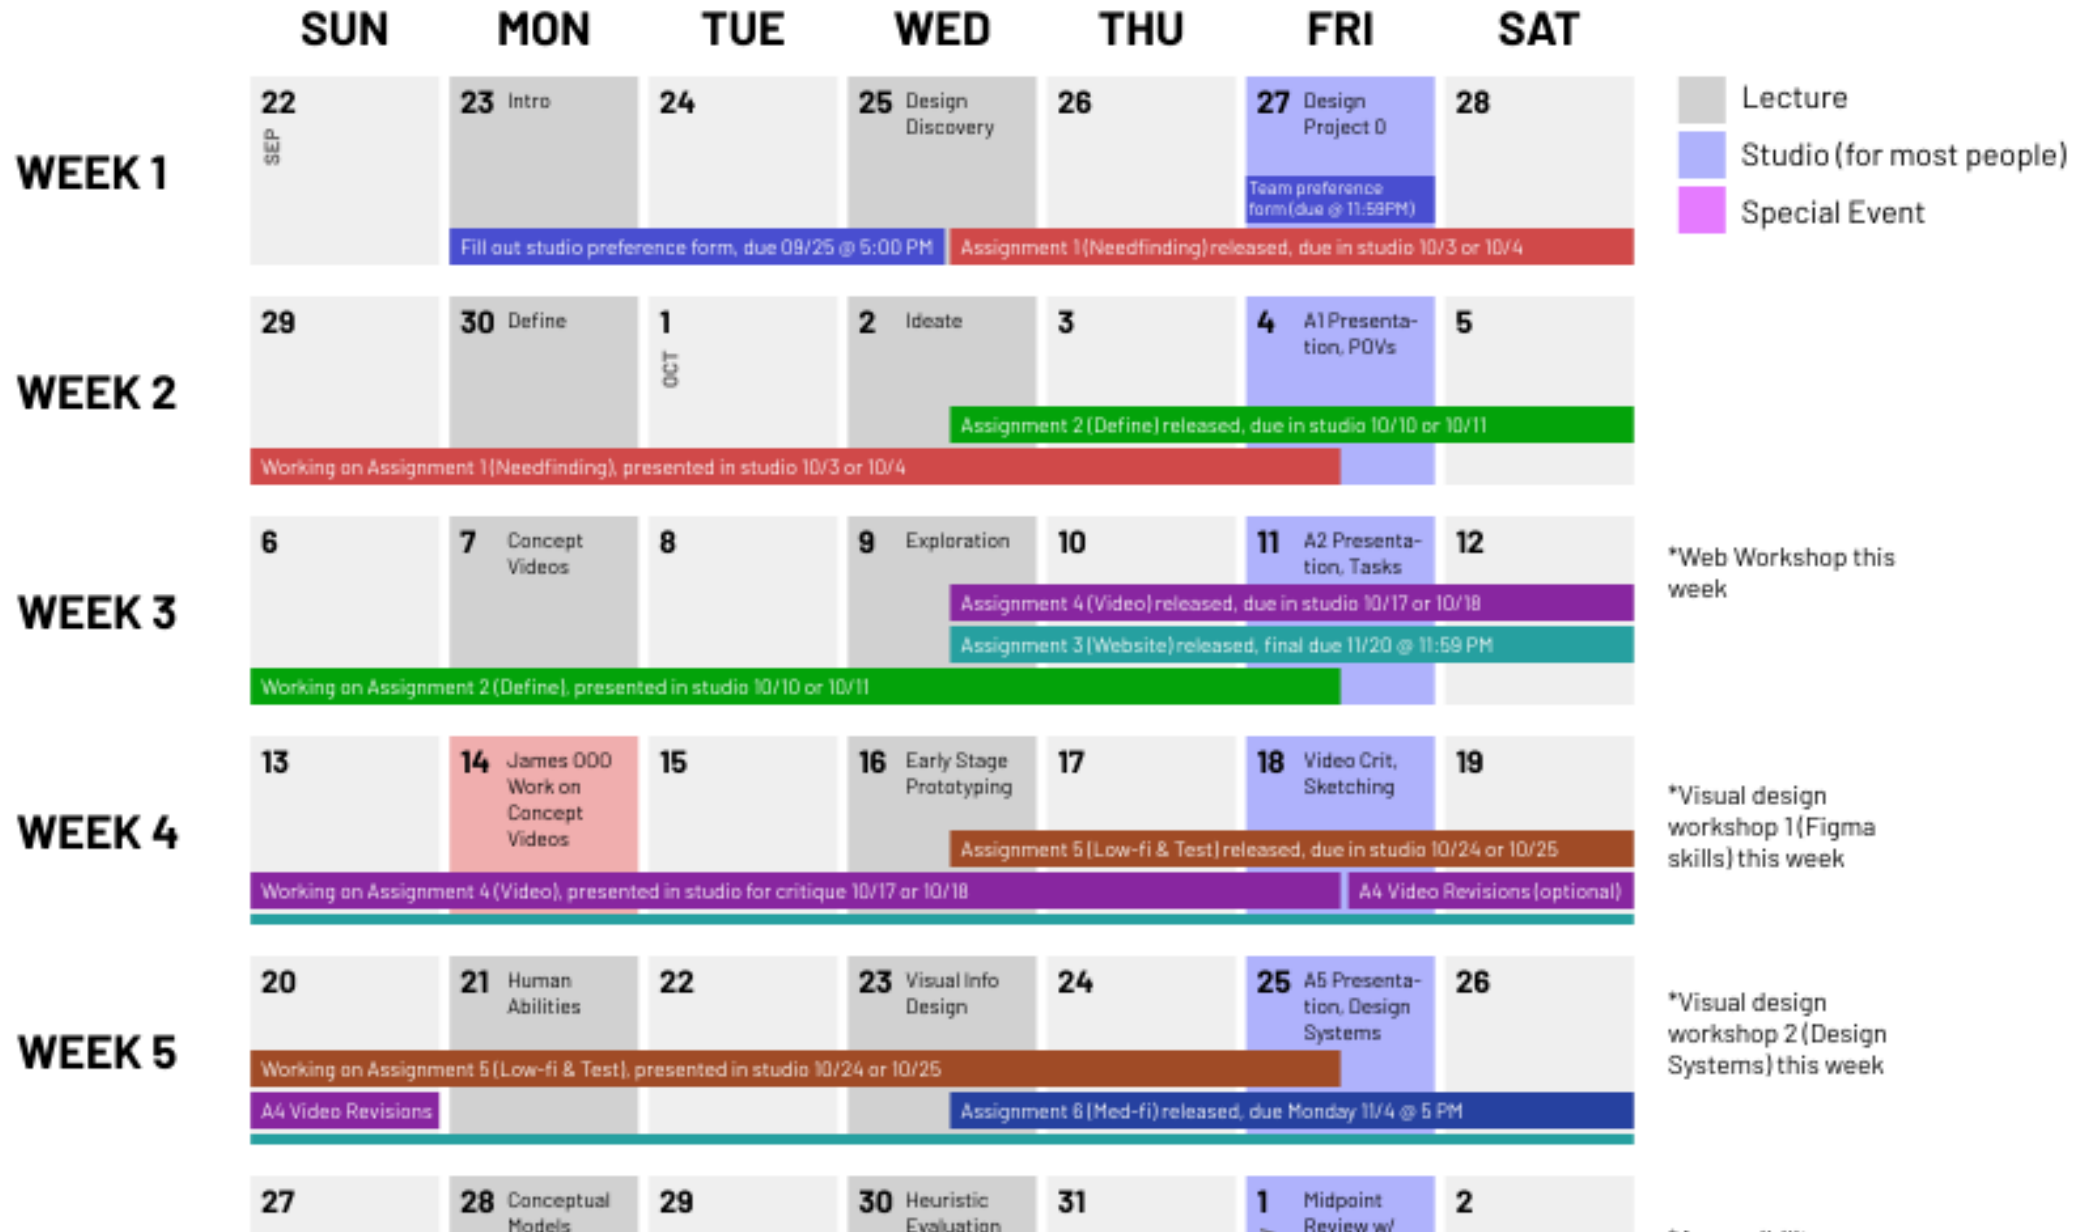 SUN MON TUE WED THU FRI SAT
WEEK 1
22
SEP
23 Intro
24
25 Design
Discovery
26
27 Design
Project 0
Team preference
form (due @ 11:59PM)
28
Fill out studio preference form, due 09/25 @ 5:00 PM
Assignment 1 (Needfinding) released, due in studio 10/3 or 10/4
Lecture
Studio (for most people)
Special Event
WEEK 2
29
30 Define
1
OCT
2 Ideate
3
4 A1 Presenta-
tion, POVs
5
Assignment 2 (Define) released, due in studio 10/10 or 10/11
Working on Assignment 1 (Needfinding), presented in studio 10/3 or 10/4
WEEK 3
6
7 Concept
Videos
8
9 Exploration
10
11 A2 Presenta-
tion, Tasks
12
Assignment 4 (Video) released, due in studio 10/17 or 10/18
Assignment 3 (Website) released, final due 11/20 @ 11:59 PM
Working on Assignment 2 (Define), presented in studio 10/10 or 10/11
*Web Workshop this
week
WEEK 4
13
14 James OOO
Work on
Concept
Videos
15
16 Early Stage
Prototyping
17
18 Video Crit,
Sketching
19
Assignment 5 (Low-fi & Test) released, due in studio 10/24 or 10/25
Working on Assignment 4 (Video), presented in studio for critique 10/17 or 10/18
A4 Video Revisions (optional)
*Visual design
workshop 1 (Figma
skills) this week
WEEK 5
20
21 Human
Abilities
22
23 Visual Info
Design
24
25 A5 Presenta-
tion, Design
Systems
26
Working on Assignment 5 (Low-fi & Test), presented in studio 10/24 or 10/25
A4 Video Revisions
Assignment 6 (Med-fi) released, due Monday 11/4 @ 5 PM
*Visual design
workshop 2 (Design
Systems) this week
27
28 Conceptual
Models
29
30 Heuristic
Evaluation
31
1 Midpoint
Review w/
2